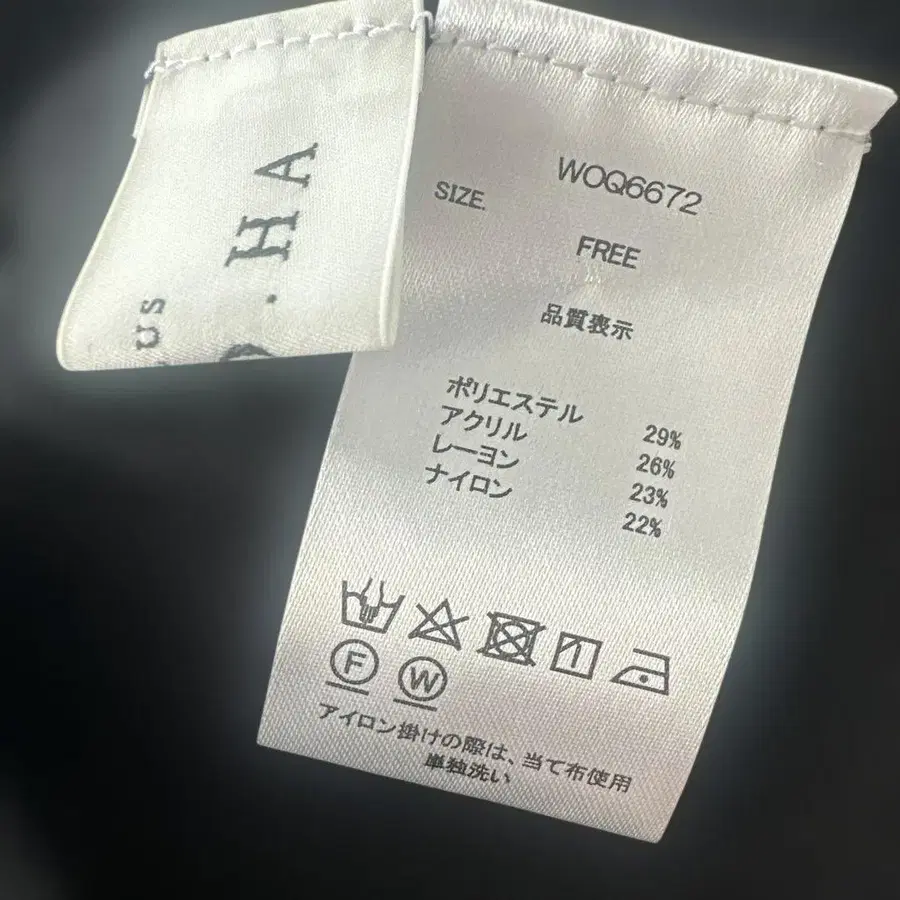 HA
us
WOQ6672
SIZE.
FREE
品質表示
ポリエステル 29%
アクリル 26%
レーヨン 23%
ナイロン 22%
F W
アイロン掛けの際は、当て布使用
単独洗い